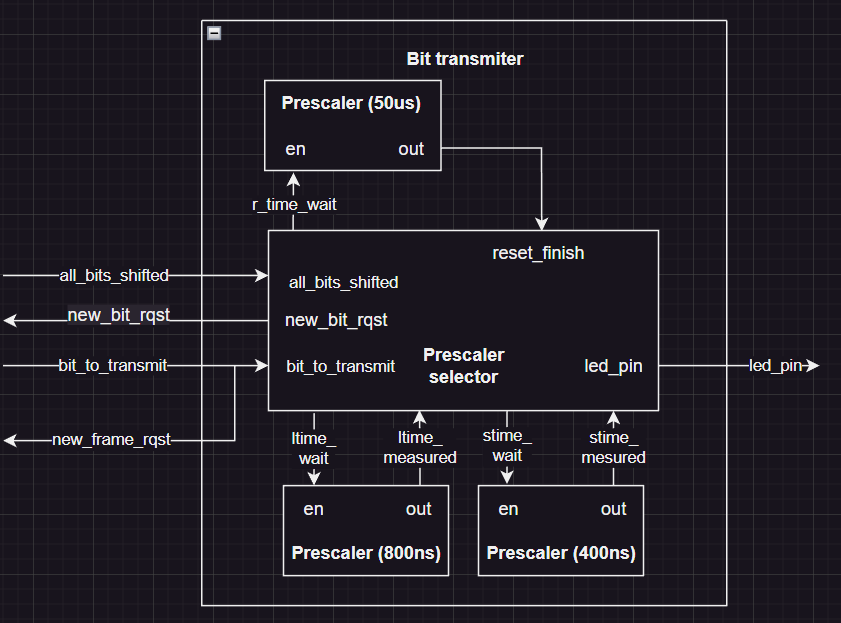 Bit transmiter
Prescaler (50us)
en
out
r_time_wait
reset_finish
all_bits_shifted
all_bits_shifted
new_bit_rqst
new_bit_rqst
bit_to_transmit
bit_to_transmit
Prescaler
selector
led_pin
led_pin
new_frame_rqst
ltime_
wait
ltime_
measured
stime_
wait
stime_
mesured
en
out
en
out
Prescaler (800ns)
Prescaler (400ns)